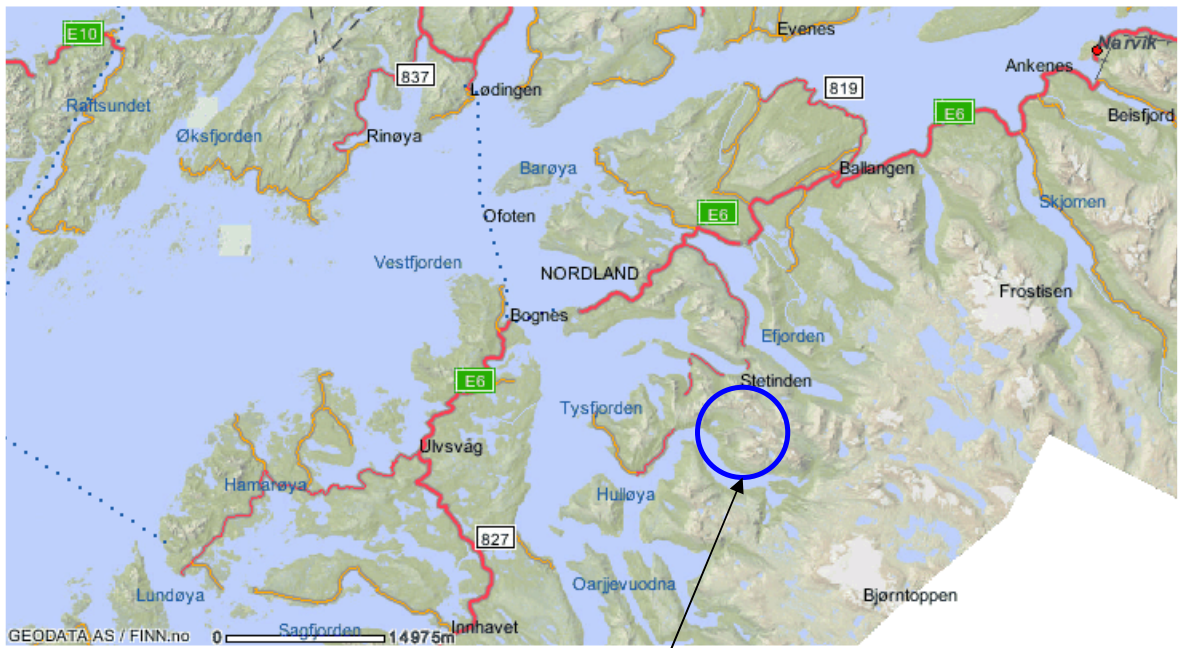 Evenes
E10
Narvik
Ankenes
837
819
Lødingen
Raftsundet
E6
Beisfjord
Øksfjorden
Rinøya
Barøya
Ballangen
Skjomen
Ofoten
E6
Vestfjorden
NORDLAND
Frostisen
Bognes
Efjorden
E6
Stetinden
Tysfjorden
Ulvsvåg
Hamarøya
Hulløya
827
Oarjjevuodna
Lundøya
Bjørntoppen
Innhavet
Sagfjorden
GEODATA AS / FINN.no 0 14975m